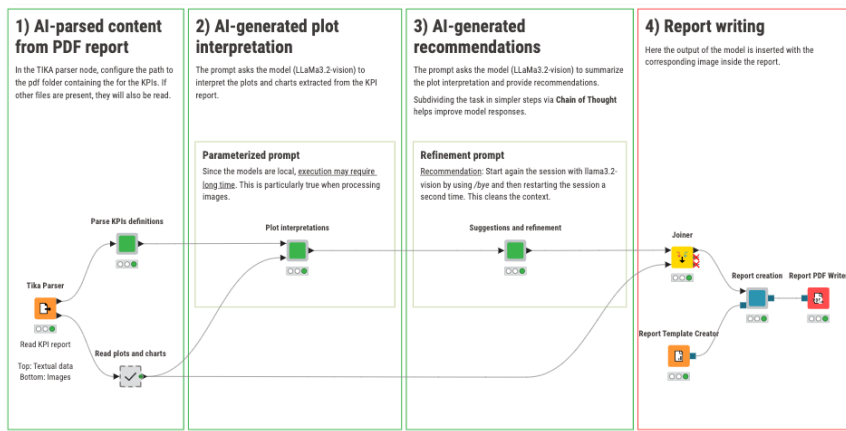 1) AI-parsed content
from PDF report
In the TIKA parser node, configure the path to
the pdf folder containing the for the KPIs. If
other files are present, they will also be read.
Parse KPIs definitions
Tika Parser
Read KPI report
Top: Textual data
Bottom: Images
Read plots and charts
2) AI-generated plot
interpretation
The prompt asks the model (LLaMa3.2-vision) to
interpret the plots and charts extracted from the KPI
report.
Parameterized prompt
Since the models are local, execution may require
long time. This is particularly true when processing
images.
Plot interpretations
3) AI-generated
recommendations
The prompt asks the model (LLaMa3.2-vision) to summarize
the plot interpretation and provide recommendations.
Subdividing the task in simpler steps via Chain of Thought
helps improve model responses.
Refinement prompt
Recommendation: Start again the session with llama3.2-
vision by using /bye and then restarting the session a
second time. This cleans the context.
Suggestions and refinement
4) Report writing
Here the output of the model is inserted with the
corresponding image inside the report.
Joiner
Report creation
Report PDF Write
Report Template Creator